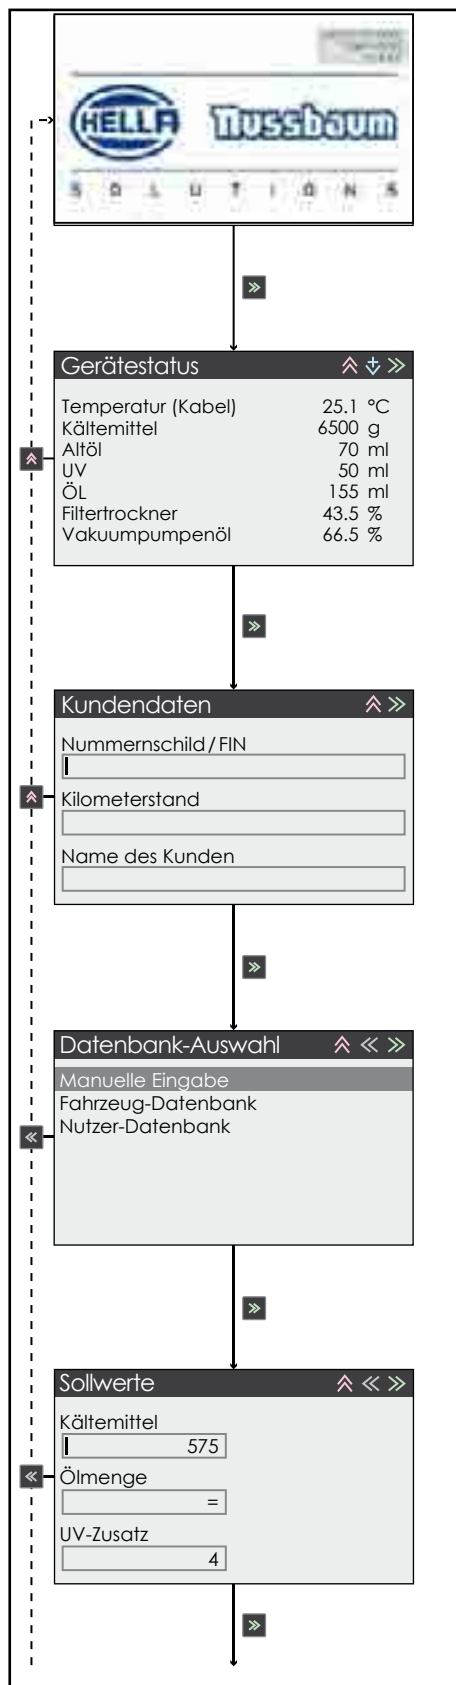 HELLA Nussbaum
SOLUTIONS
Gerätestatus
Temperatur (Kabel) 25.1 °C
Kältemittel 6500 g
Altöl 70 ml
UV 50 ml
ÖL 155 ml
Filtertrockner 43.5 %
Vakuumpumpenöl 66.5 %
Kundendaten
Nummernschild / FIN
Kilometerstand
Name des Kunden
Datenbank-Auswahl
Manuelle Eingabe
Fahrzeug-Datenbank
Nutzer-Datenbank
Sollwerte
Kältemittel
575
Ölmenge
=
UV-Zusatz
4